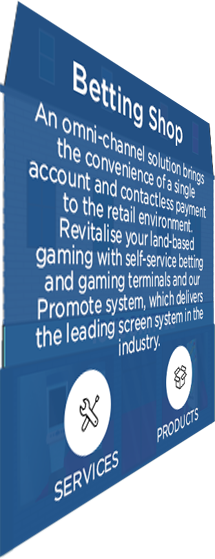 Betting Shop
An omni-channel solution brings
the convenience of a single
account and contactless payment
to the retail environment.
Revitalise your land-based
gaming with self-service betting
and gaming terminals and our
Promote system, which delivers
the leading screen system in the
industry.
SERVICES
PRODUCTS